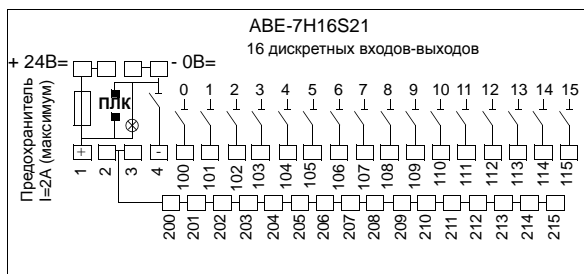 ABE-7H16S21
16 дискретных входов-выходов
+ 24В=
- 0В=
ПЛК
0 1 2 3 4 5 6 7 8 9 10 11 12 13 14 15
Предохранитель
I=2А (максимум)
+ -
1 2 3 4 100 101 102 103 104 105 106 107 108 109 110 111 112 113 114 115
200 201 202 203 204 205 206 207 208 209 210 211 212 213 214 215